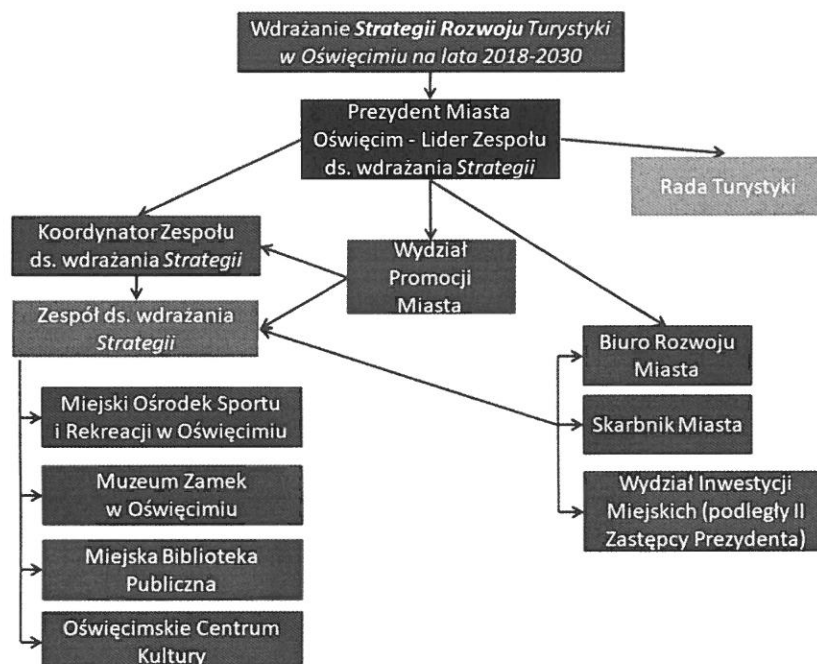 Wdrażanie Strategii Rozwoju Turystyki
w Oświęcimiu na lata 2018-2030
Prezydent Miasta
Oświęcim - Lider Zespołu
ds. wdrażania Strategii
Rada Turystyki
Koordynator Zespołu
ds. wdrażania Strategii
Wydział
Promocji
Miasta
Zespół ds. wdrażania
Strategii
Biuro Rozwoju
Miasta
Miejski Ośrodek Sportu
i Rekreacji w Oświęcimiu
Skarbnik Miasta
Muzeum Zamek
w Oświęcimiu
Wydział Inwestycji
Miejskich (podległy II
Zastępcy Prezydenta)
Miejska Biblioteka
Publiczna
Oświęcimskie Centrum
Kultury